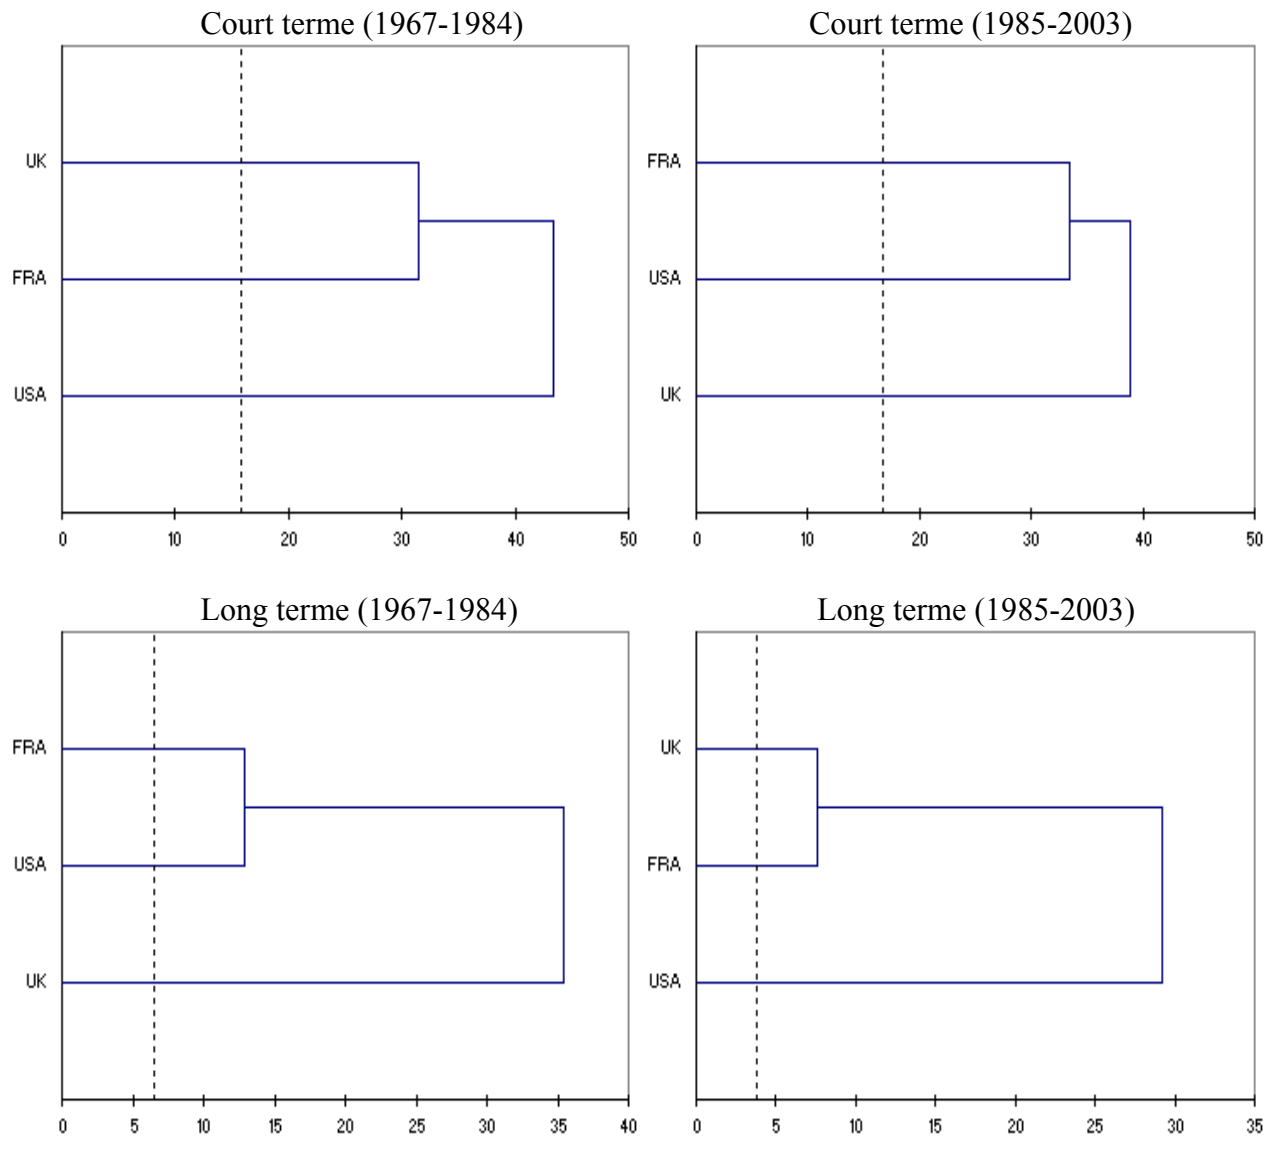 Court terme (1967-1984)
UK
FRA
USA
0 10 20 30 40 50
Court terme (1985-2003)
FRA
USA
UK
0 10 20 30 40 50
Long terme (1967-1984)
FRA
USA
UK
0 5 10 15 20 25 30 35 40
Long terme (1985-2003)
UK
FRA
USA
0 5 10 15 20 25 30 35